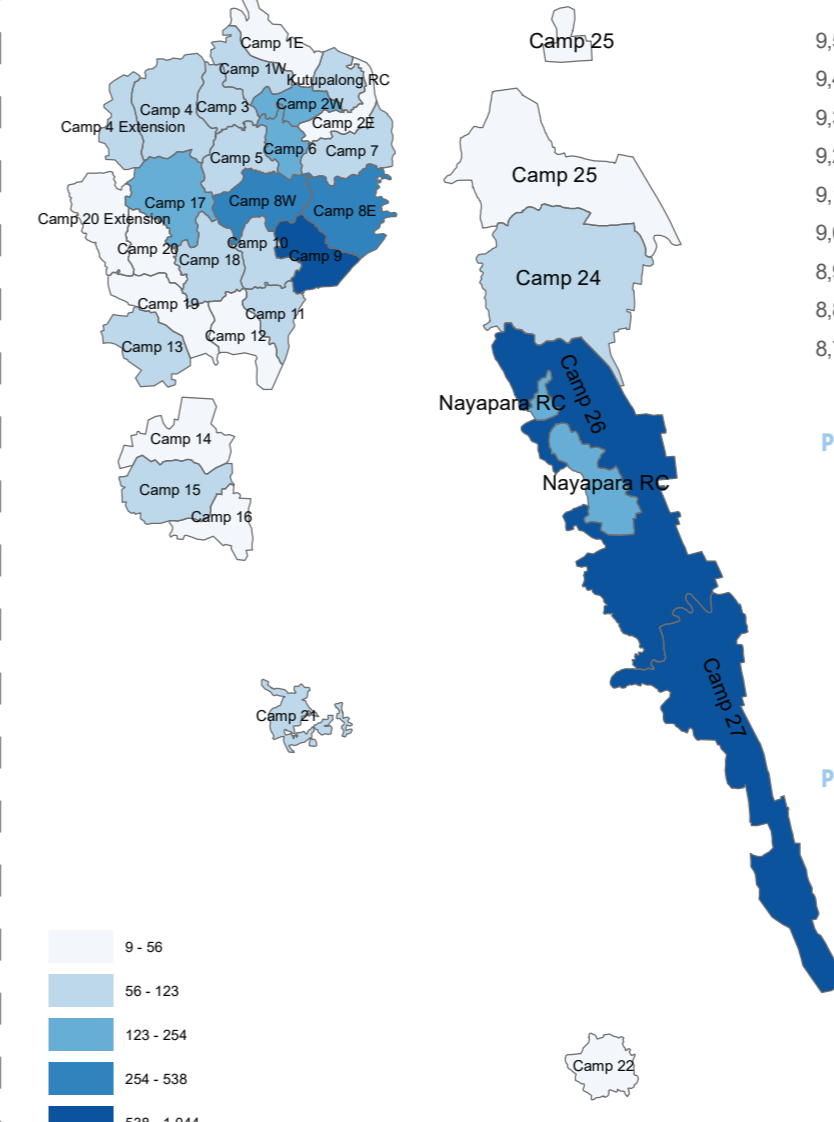 Camp 1E
Camp 1W
Kutupalong RC
Camp 2W
Camp 3
Camp 4
Camp 4 Extension
Camp 2E
Camp 6
Camp 5
Camp 7
Camp 17
Camp 8W
Camp 8E
Camp 20 Extension
Camp 20
Camp 10
Camp 9
Camp 18
Camp 19
Camp 11
Camp 12
Camp 13
Camp 14
Camp 15
Camp 16
Camp 21
Camp 25
Camp 25
Camp 24
Camp 26
Nayapara RC
Nayapara RC
Camp 27
Camp 22
9 - 56
56 - 123
123 - 254
254 - 538
538 - 1,044
P
P